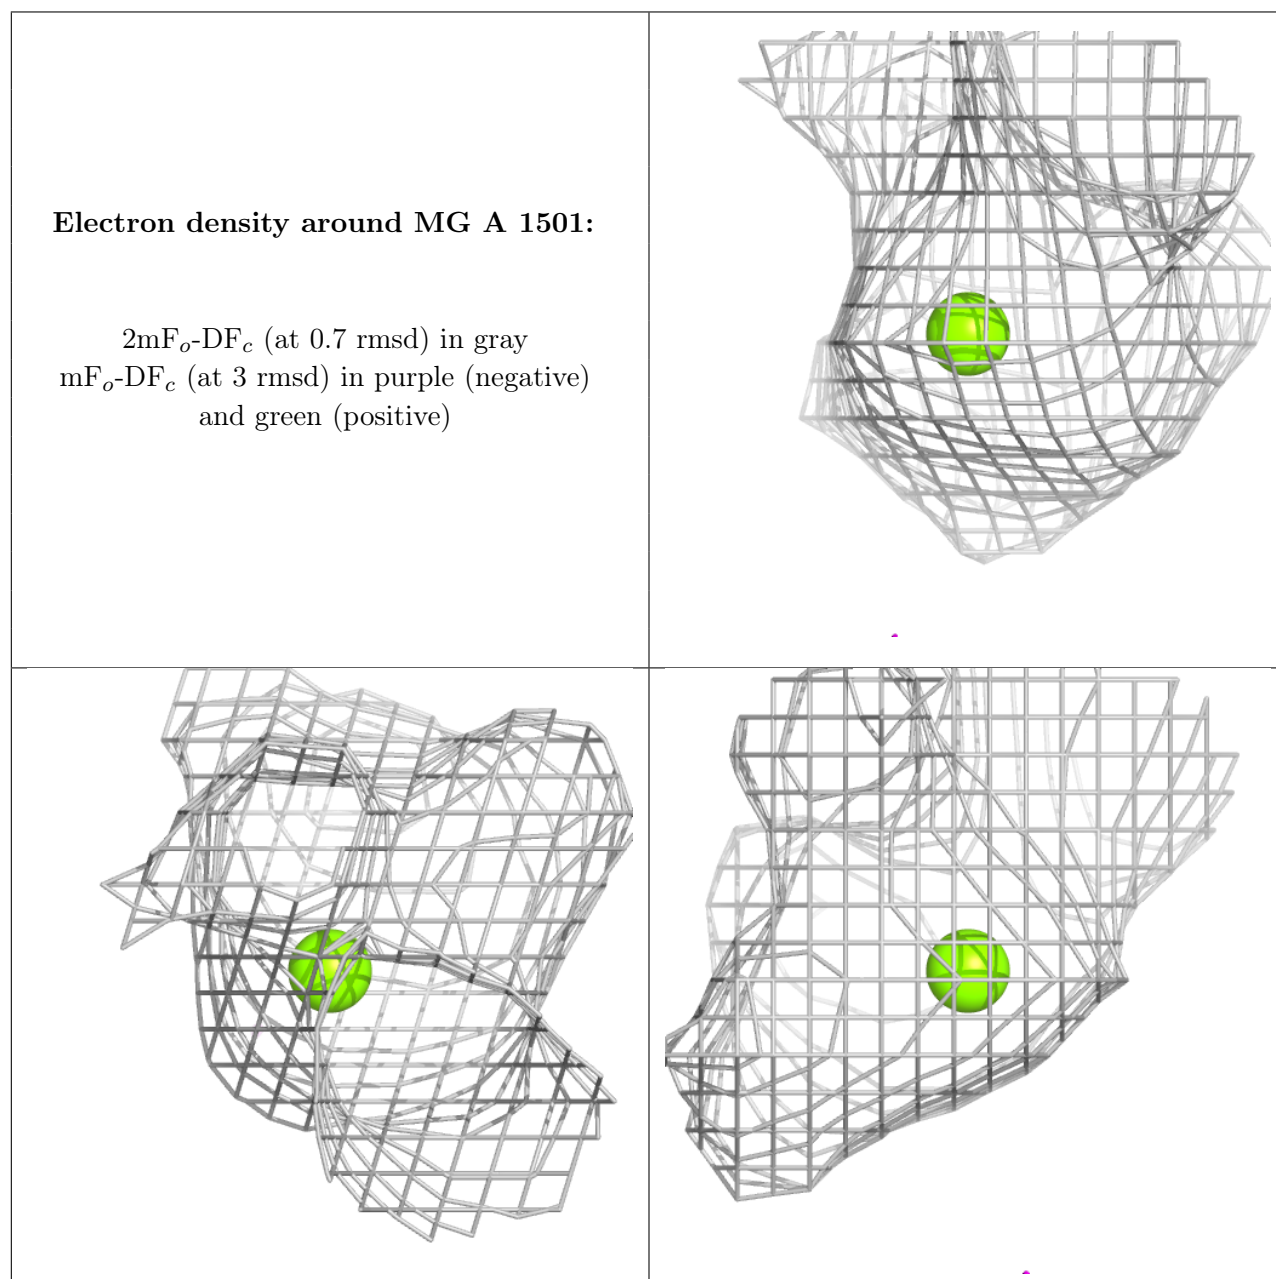 Electron density around MG A 1501:
2mFo-DFc (at 0.7 rmsd) in gray
mFo-DFc (at 3 rmsd) in purple (negative)
and green (positive)